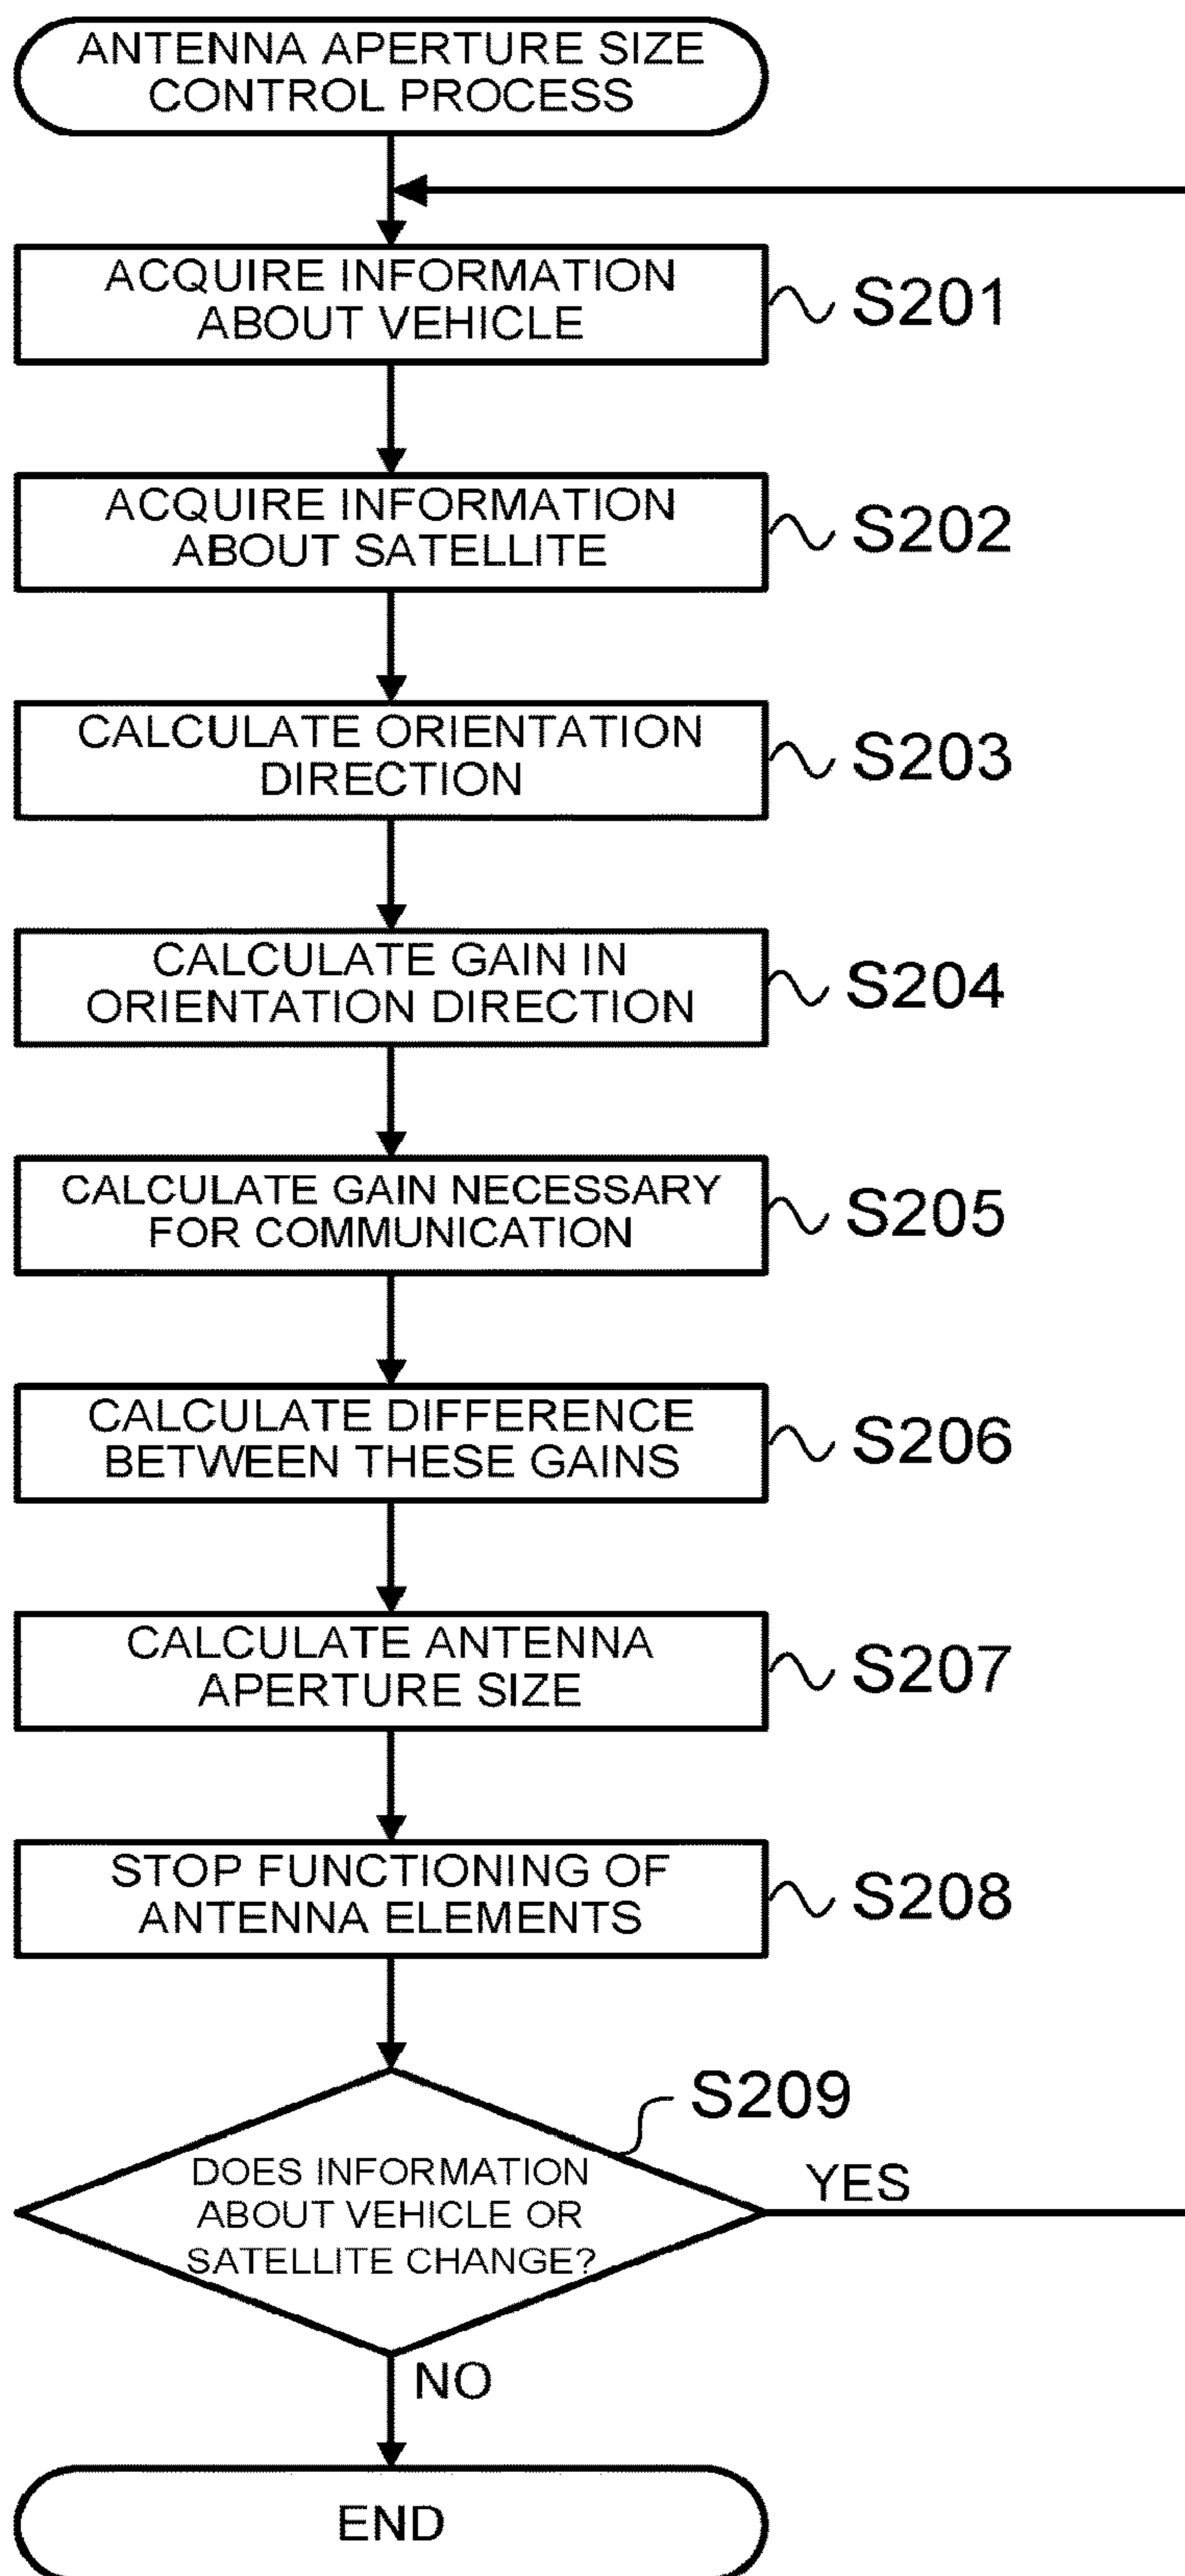 ANTENNA APERTURE SIZE
CONTROL PROCESS
ACQUIRE INFORMATION
ABOUT VEHICLE
S201
ACQUIRE INFORMATION
ABOUT SATELLITE
S202
CALCULATE ORIENTATION
DIRECTION
S203
CALCULATE GAIN IN
ORIENTATION DIRECTION
S204
CALCULATE GAIN NECESSARY
FOR COMMUNICATION
S205
CALCULATE DIFFERENCE
BETWEEN THESE GAINS
S206
CALCULATE ANTENNA
APERTURE SIZE
S207
STOP FUNCTIONING OF
ANTENNA ELEMENTS
S208
S209
DOES INFORMATION
ABOUT VEHICLE OR
SATELLITE CHANGE?
YES
NO
END